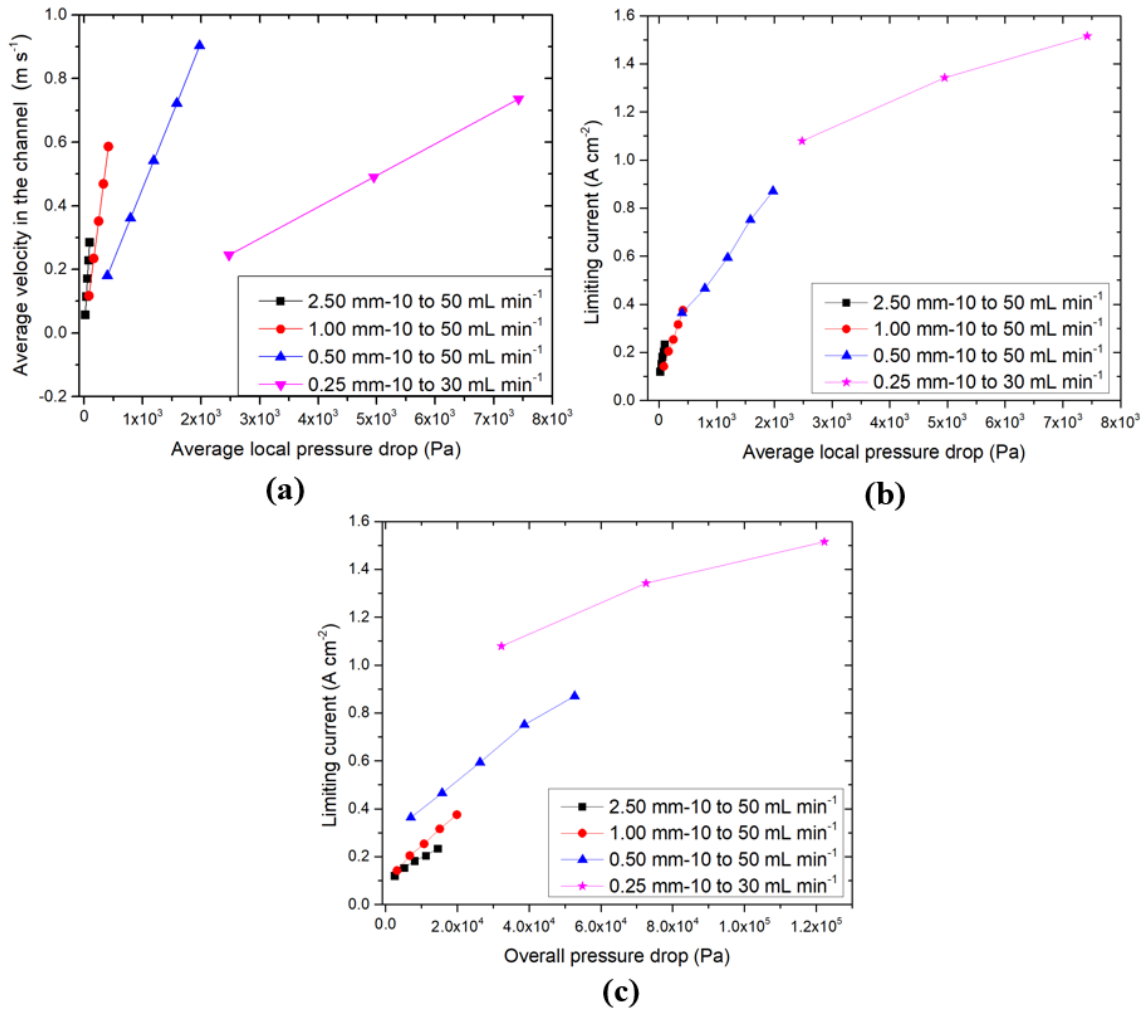 1.0
0.8
0.6
0.4
0.2
0.0
-0.2
Average velocity in the channel (m s⁻¹)
2.50 mm-10 to 50 mL min⁻¹
1.00 mm-10 to 50 mL min⁻¹
0.50 mm-10 to 50 mL min⁻¹
0.25 mm-10 to 30 mL min⁻¹
0 1x10³ 2x10³ 3x10³ 4x10³ 5x10³ 6x10³ 7x10³ 8x10³
Average local pressure drop (Pa)
(a)
1.6
1.4
1.2
1.0
0.8
0.6
0.4
0.2
0.0
Limiting current (A cm⁻²)
2.50 mm-10 to 50 mL min⁻¹
1.00 mm-10 to 50 mL min⁻¹
0.50 mm-10 to 50 mL min⁻¹
0.25 mm-10 to 30 mL min⁻¹
0 1x10³ 2x10³ 3x10³ 4x10³ 5x10³ 6x10³ 7x10³ 8x10³
Average local pressure drop (Pa)
(b)
1.6
1.4
1.2
1.0
0.8
0.6
0.4
0.2
0.0
Limiting current (A cm⁻²)
2.50 mm-10 to 50 mL min⁻¹
1.00 mm-10 to 50 mL min⁻¹
0.50 mm-10 to 50 mL min⁻¹
0.25 mm-10 to 30 mL min⁻¹
0.0 2.0x10⁴ 4.0x10⁴ 6.0x10⁴ 8.0x10⁴ 1.0x10⁵ 1.2x10⁵
Overall pressure drop (Pa)
(c)